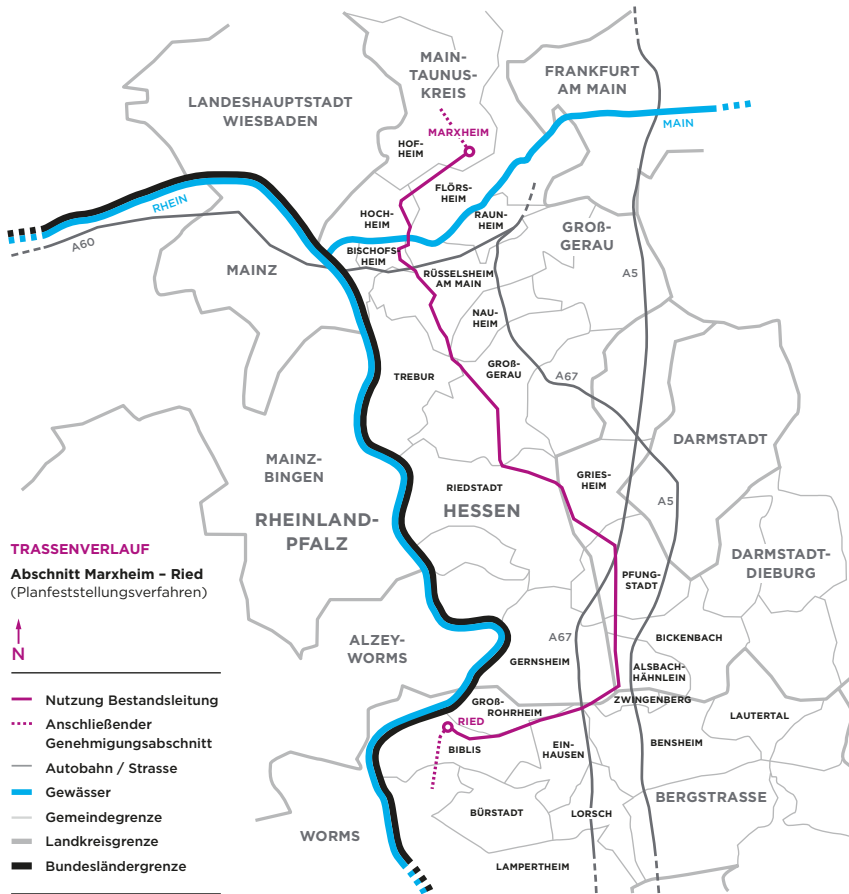 MAIN-
TAUNUS-
KREIS
FRANKFURT
AM MAIN
LANDESHAUPTSTADT
WIESBADEN
MARXHEIM
MAIN
HOF-
HEIM
FLÖRS-
HEIM
RHEIN
HOCH-
HEIM
RAUN-
HEIM
GROß-
GERAU
A60
BISCHOFS
HEIM
MAINZ
RÜSSELSHEIM
AM MAIN
A5
NAU-
HEIM
TREBUR
GROß-
GERAU
A67
MAINZ-
BINGEN
DARMSTADT
GRIES-
HEIM
RIEDSTADT
A5
RHEINLAND-
PFALZ
HESSEN
TRASSENVERLAUF
Abschnitt Marxheim – Ried
(Planfeststellungsverfahren)
DARMSTADT-
DIEBURG
PFUNG-
STADT
N
ALZEY-
WORMS
A67
BICKENBACH
GERNSHEIM
ALSBACH-
HÄHNLEIN
ZWINGENBERG
GROß-
ROHRHEIM
LAUTERTAL
RIED
BIBLIS
EIN-
HAUSEN
BENSHEIM
BERGSTRASSE
BÜRSTADT
LORSCH
WORMS
LAMPERTHEIM
Nutzung Bestandsleitung
Anschließender
Genehmigungsabschnitt
Autobahn / Strasse
Gewässer
Gemeindegrenze
Landkreisgrenze
Bundesländergrenze